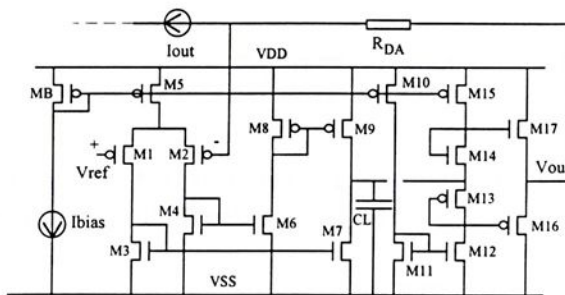 Iout
R_DA
VDD
MB
M5
M10
M15
M8
M9
M17
+
-
M1
M2
M14
Vref
Vou
M13
Ibias
M4
M6
CL
M16
M3
M7
M11
M12
VSS